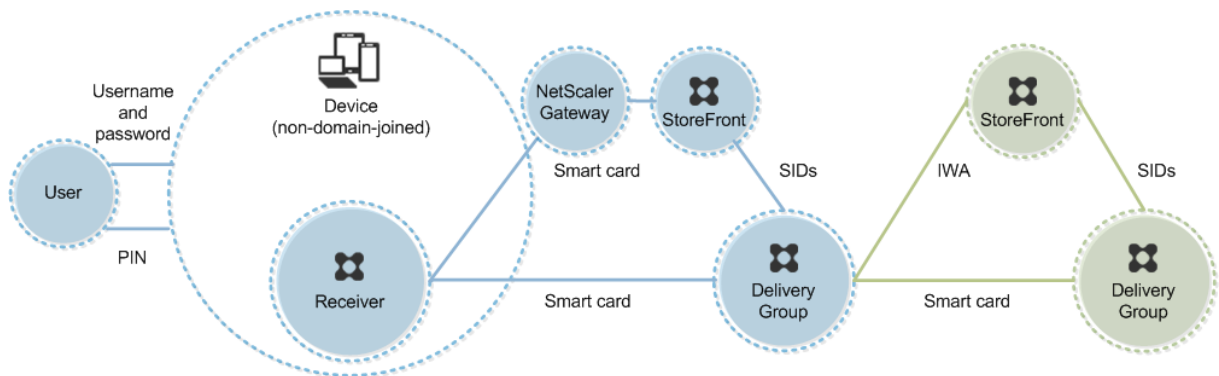 Username
and
password
User
PIN
Device
(non-domain-joined)
Receiver
NetScaler
Gateway
StoreFront
Smart card
SIDs
Smart card
Delivery
Group
IWA
StoreFront
SIDs
Smart card
Delivery
Group